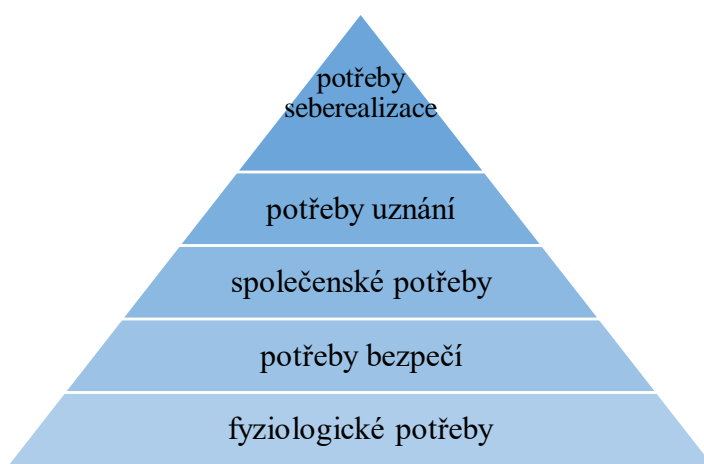 potřeby
seberealizace
potřeby uznání
společenské potřeby
potřeby bezpečí
fyziologické potřeby